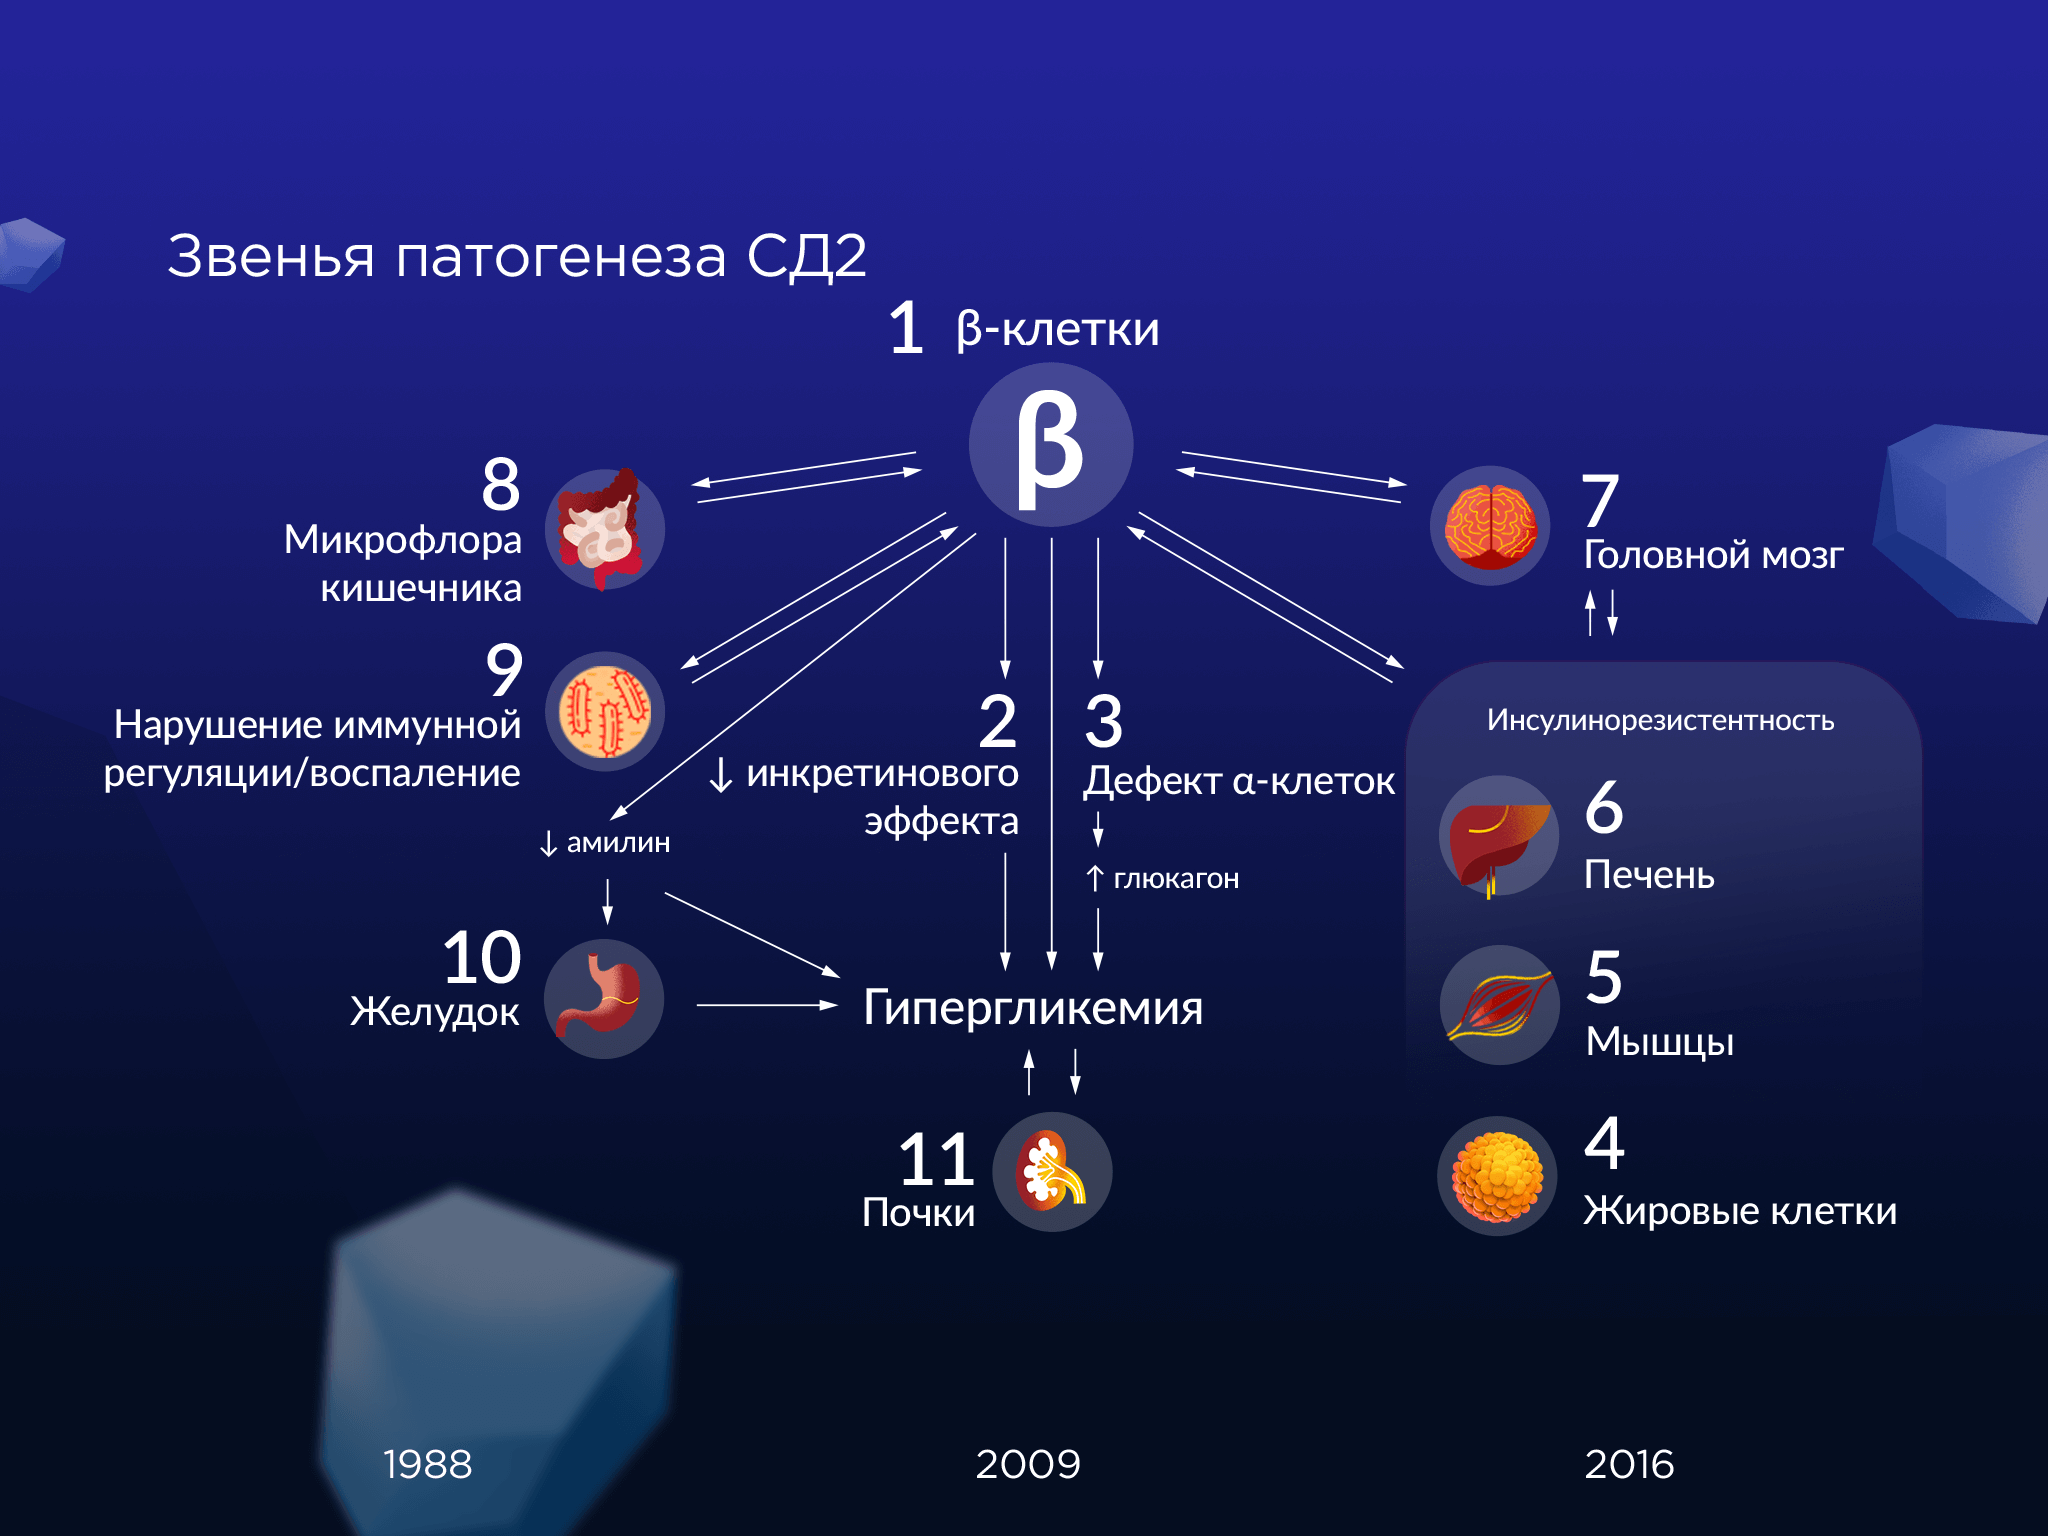 Звенья патогенеза СД2
1 β-клетки
β
8
Микрофлора
кишечника
7
Головной мозг
9
Нарушение иммунной
регуляции/воспаление
2
↓ инкретинового
эффекта
3
Дефект α-клеток
↑ глюкагон
Инсулинорезистентность
6
Печень
5
Мышцы
4
Жировые клетки
↓ амилин
10
Желудок
Гипергликемия
11
Почки
1988
2009
2016